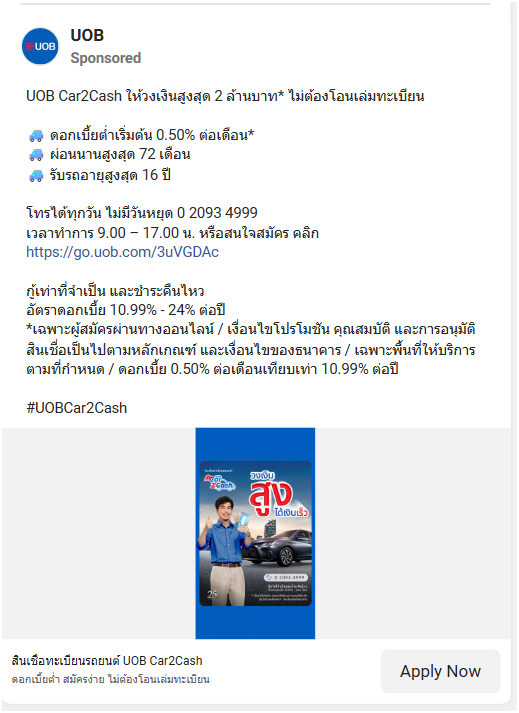 UOB
UOB
Sponsored
UOB Car2Cash ให้วงเงินสูงสุด 2 ล้านบาท* ไม่ต้องโอนเล่มทะเบียน
ดอกเบี้ยต่ำเริ่มต้น 0.50% ต่อเดือน*
ผ่อนนานสูงสุด 72 เดือน
รับรถอายุสูงสุด 16 ปี
โทรได้ทุกวัน ไม่มีวันหยุด 0 2093 4999
เวลาทำการ 9.00 – 17.00 น. หรือสนใจสมัคร คลิก
https://go.uob.com/3uVGDAc
กู้เท่าที่จำเป็น และชำระคืนไหว
อัตราดอกเบี้ย 10.99% - 24% ต่อปี
*เฉพาะผู้สมัครผ่านทางออนไลน์ / เงื่อนไขโปรโมชัน คุณสมบัติ และการอนุมัติ
สินเชื่อเป็นไปตามหลักเกณฑ์ และเงื่อนไขของธนาคาร / เฉพาะพื้นที่ให้บริการ
ตามที่กำหนด / ดอกเบี้ย 0.50% ต่อเดือนเทียบเท่า 10.99% ต่อปี
#UOBCar2Cash
car
2Cash
วงเงิน
สูง
ได้เงินเร็ว
0 2093 4999
25
สินเชื่อทะเบียนรถยนต์ UOB Car2Cash
ดอกเบี้ยต่ำ สมัครง่าย ไม่ต้องโอนเล่มทะเบียน
Apply Now